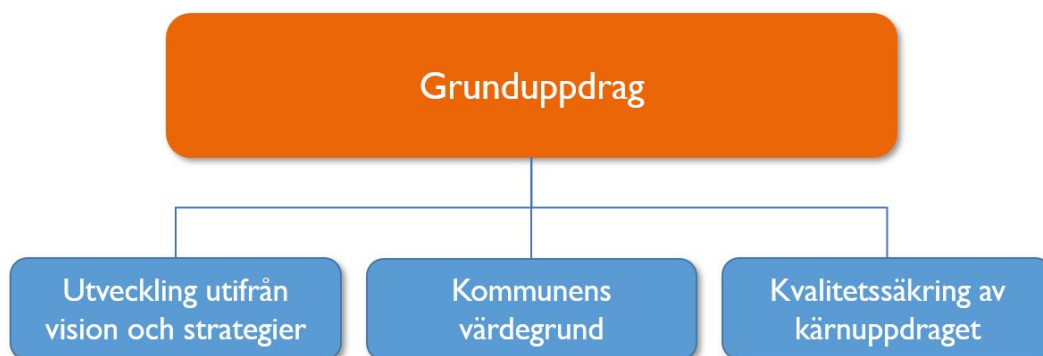 Grunduppdrag
Utveckling utifrån
vision och strategier
Kommunens
värdegrund
Kvalitetssäkring av
kärnuppdraget